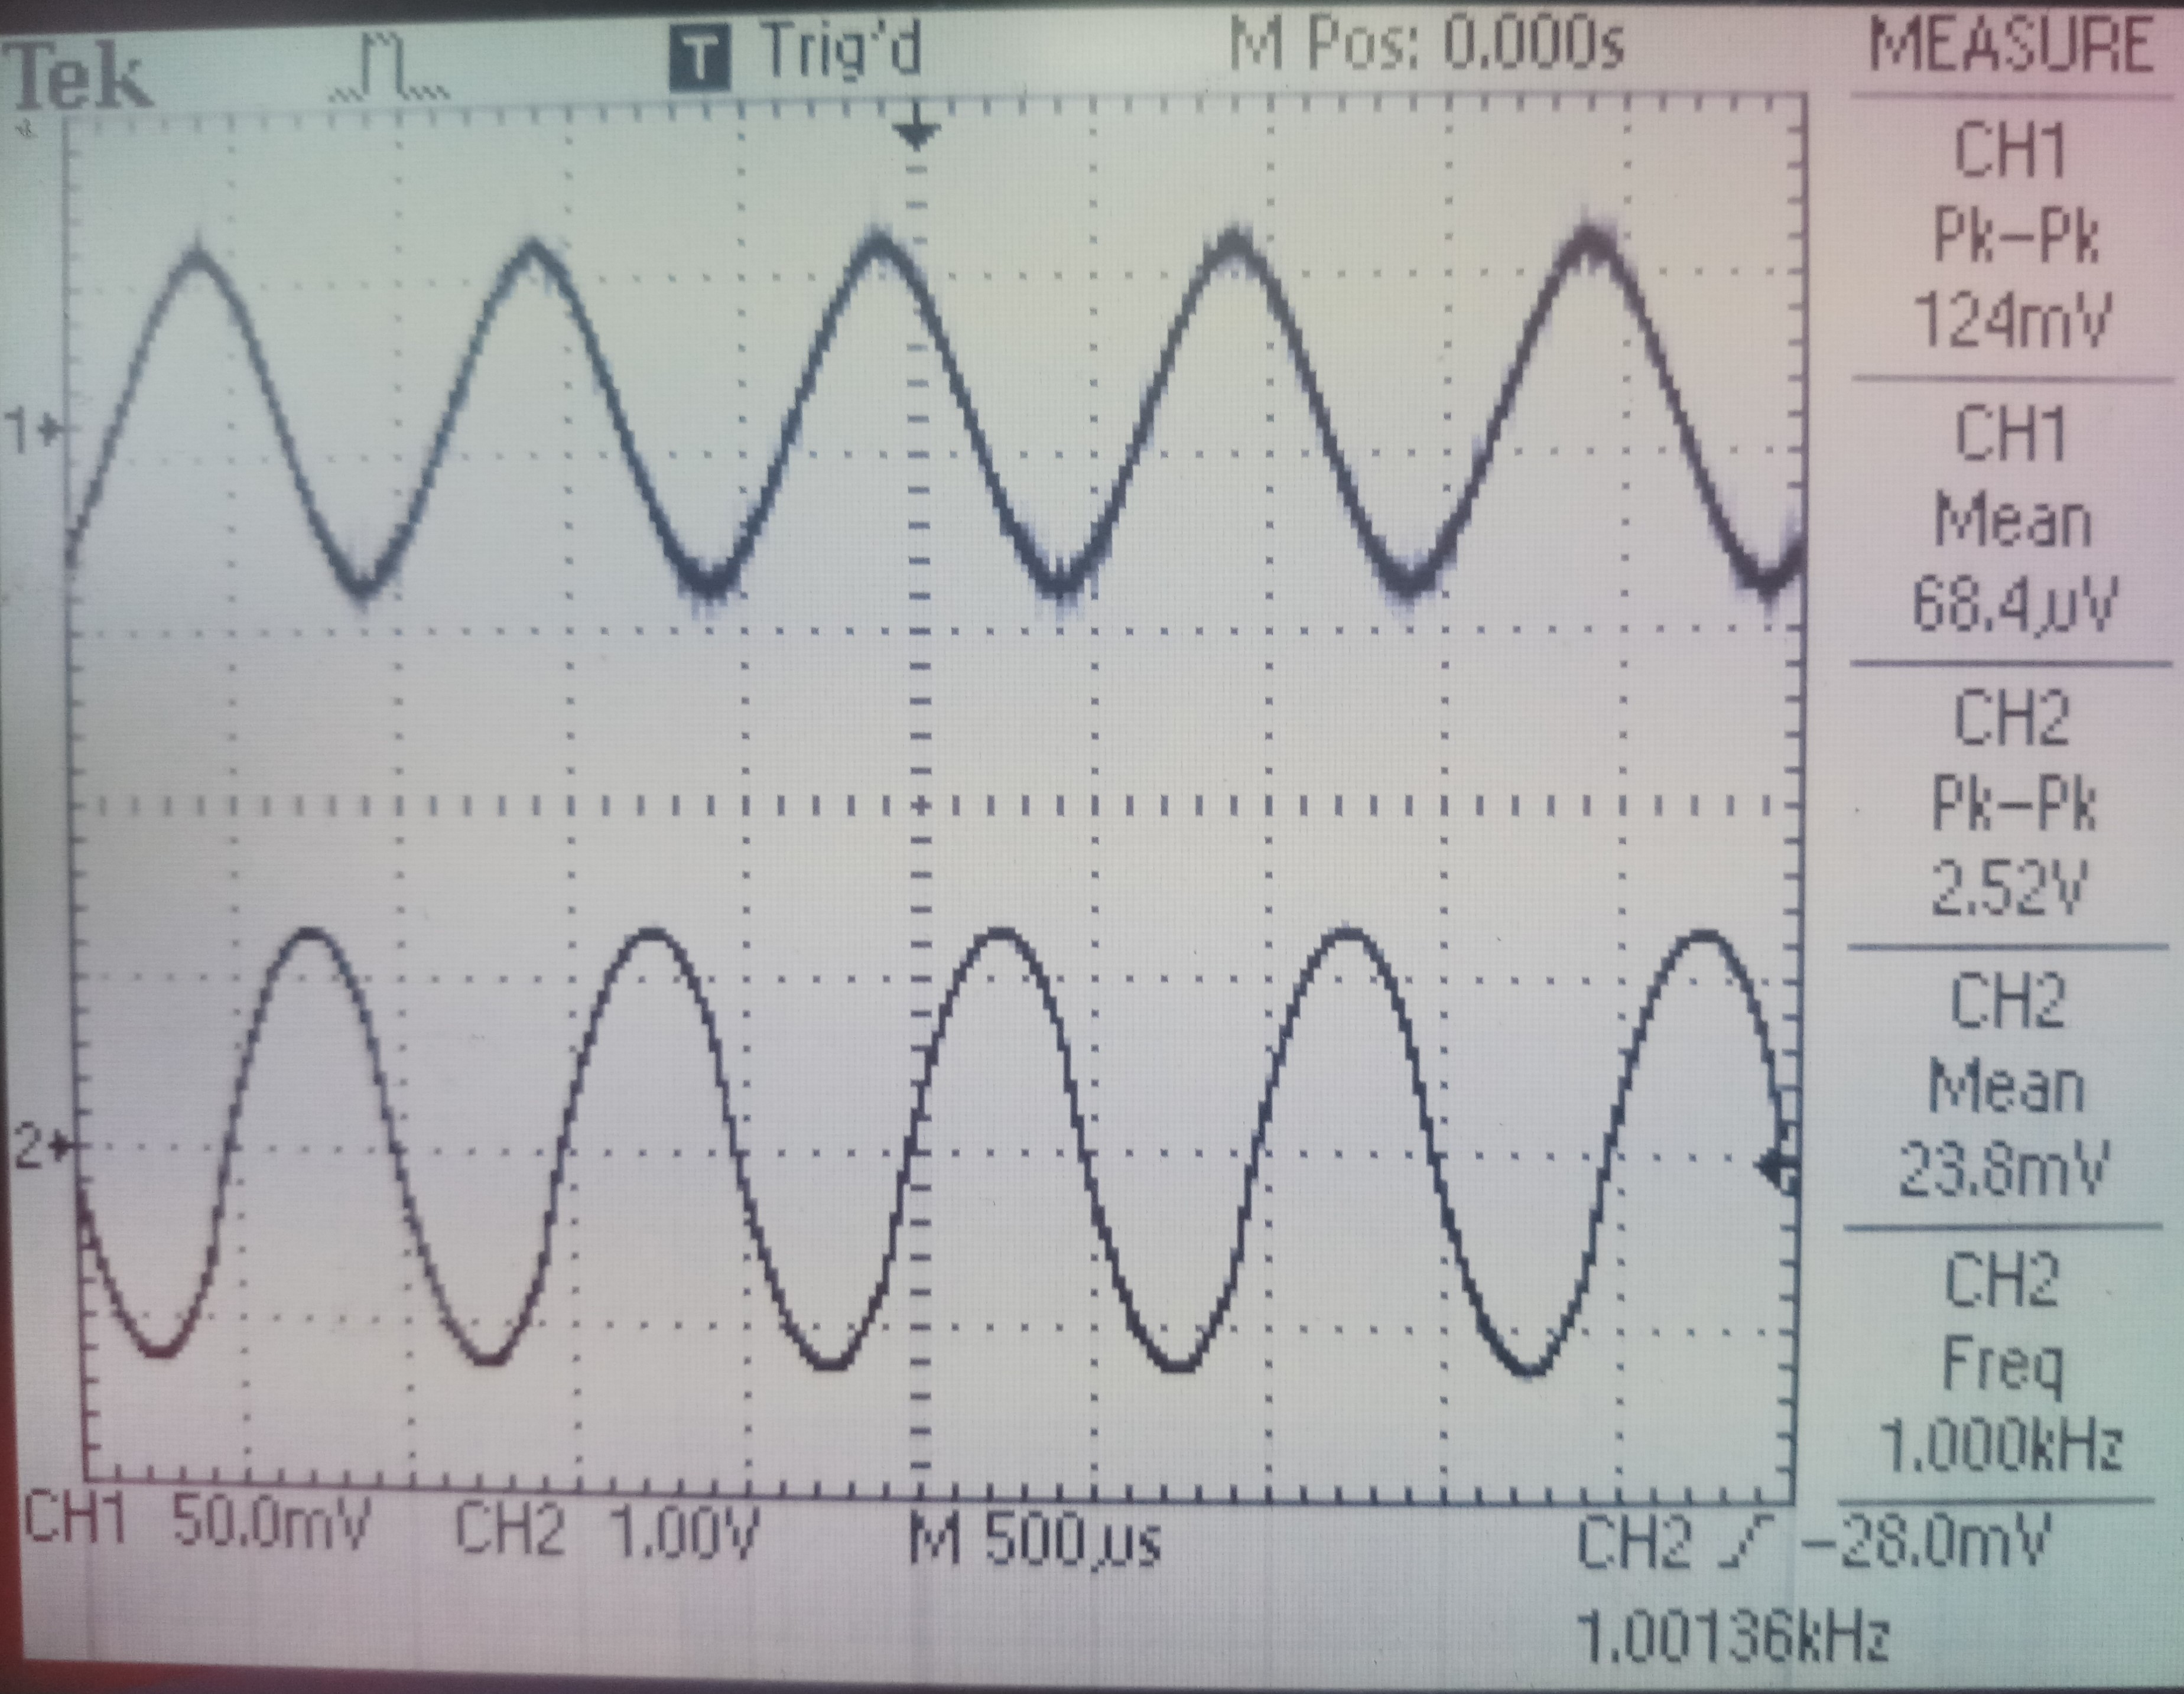 Tek T Trig'd M Pos: 0.000s MEASURE
CH1
Pk-Pk
124mV
1
CH1
Mean
68.4µV
CH2
Pk-Pk
2.52V
2
CH2
Mean
23.8mV
CH2
Freq
1.000kHz
CH1 50.0mV CH2 1.00V M 500µs CH2 -28.0mV
1.00136kHz